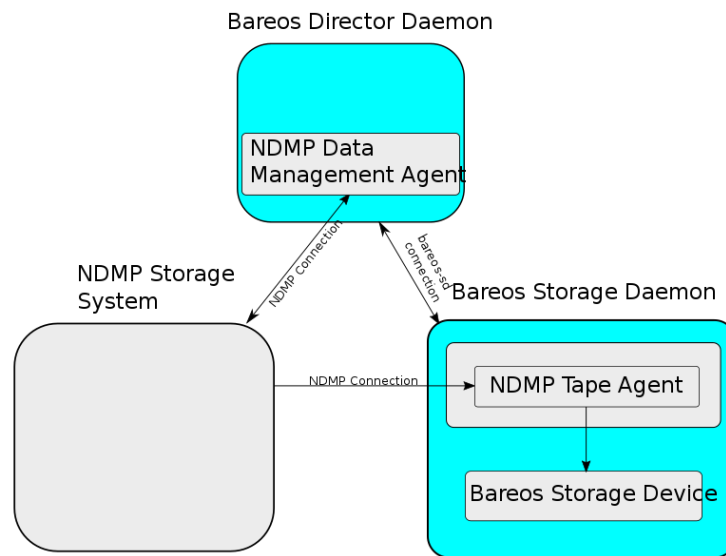 Bareos Director Daemon
NDMP Data
Management Agent
NDMP Connection
bareos-sd
connection
NDMP Storage
System
Bareos Storage Daemon
NDMP Connection
NDMP Tape Agent
Bareos Storage Device